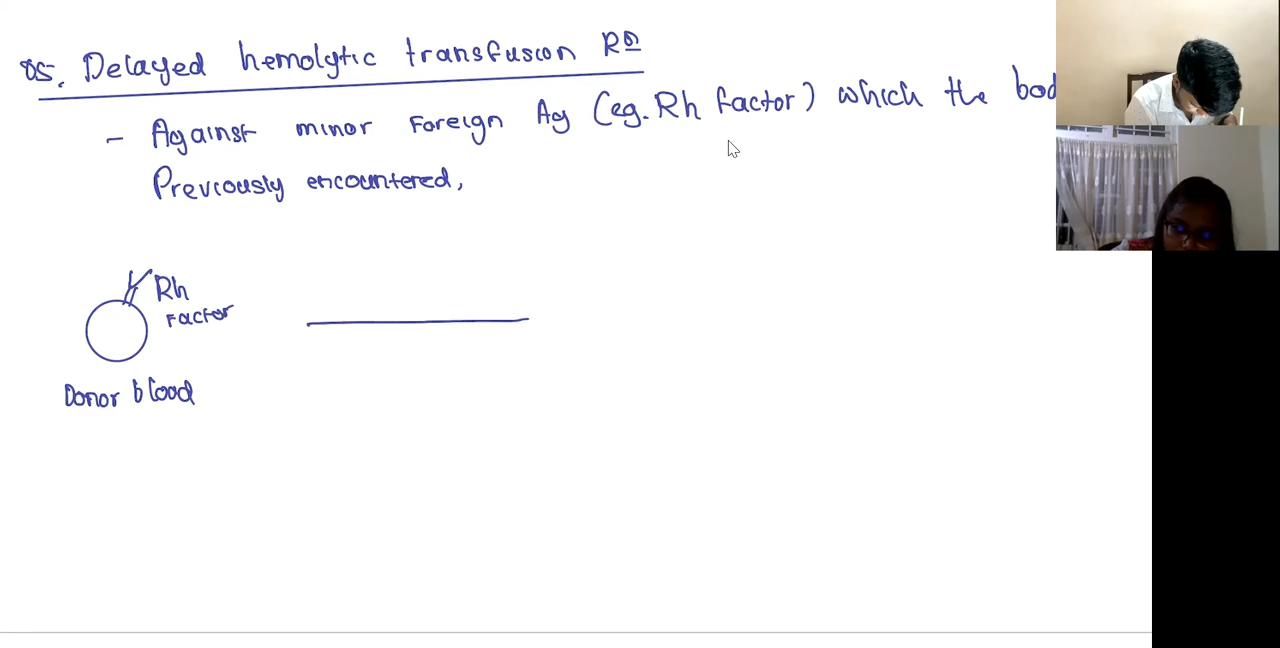 05. Delayed hemolytic transfusion R®
- Against minor foreign Ag (eg. Rh factor) which the bod
Previously encountered,
Rh
Factor
Donor blood